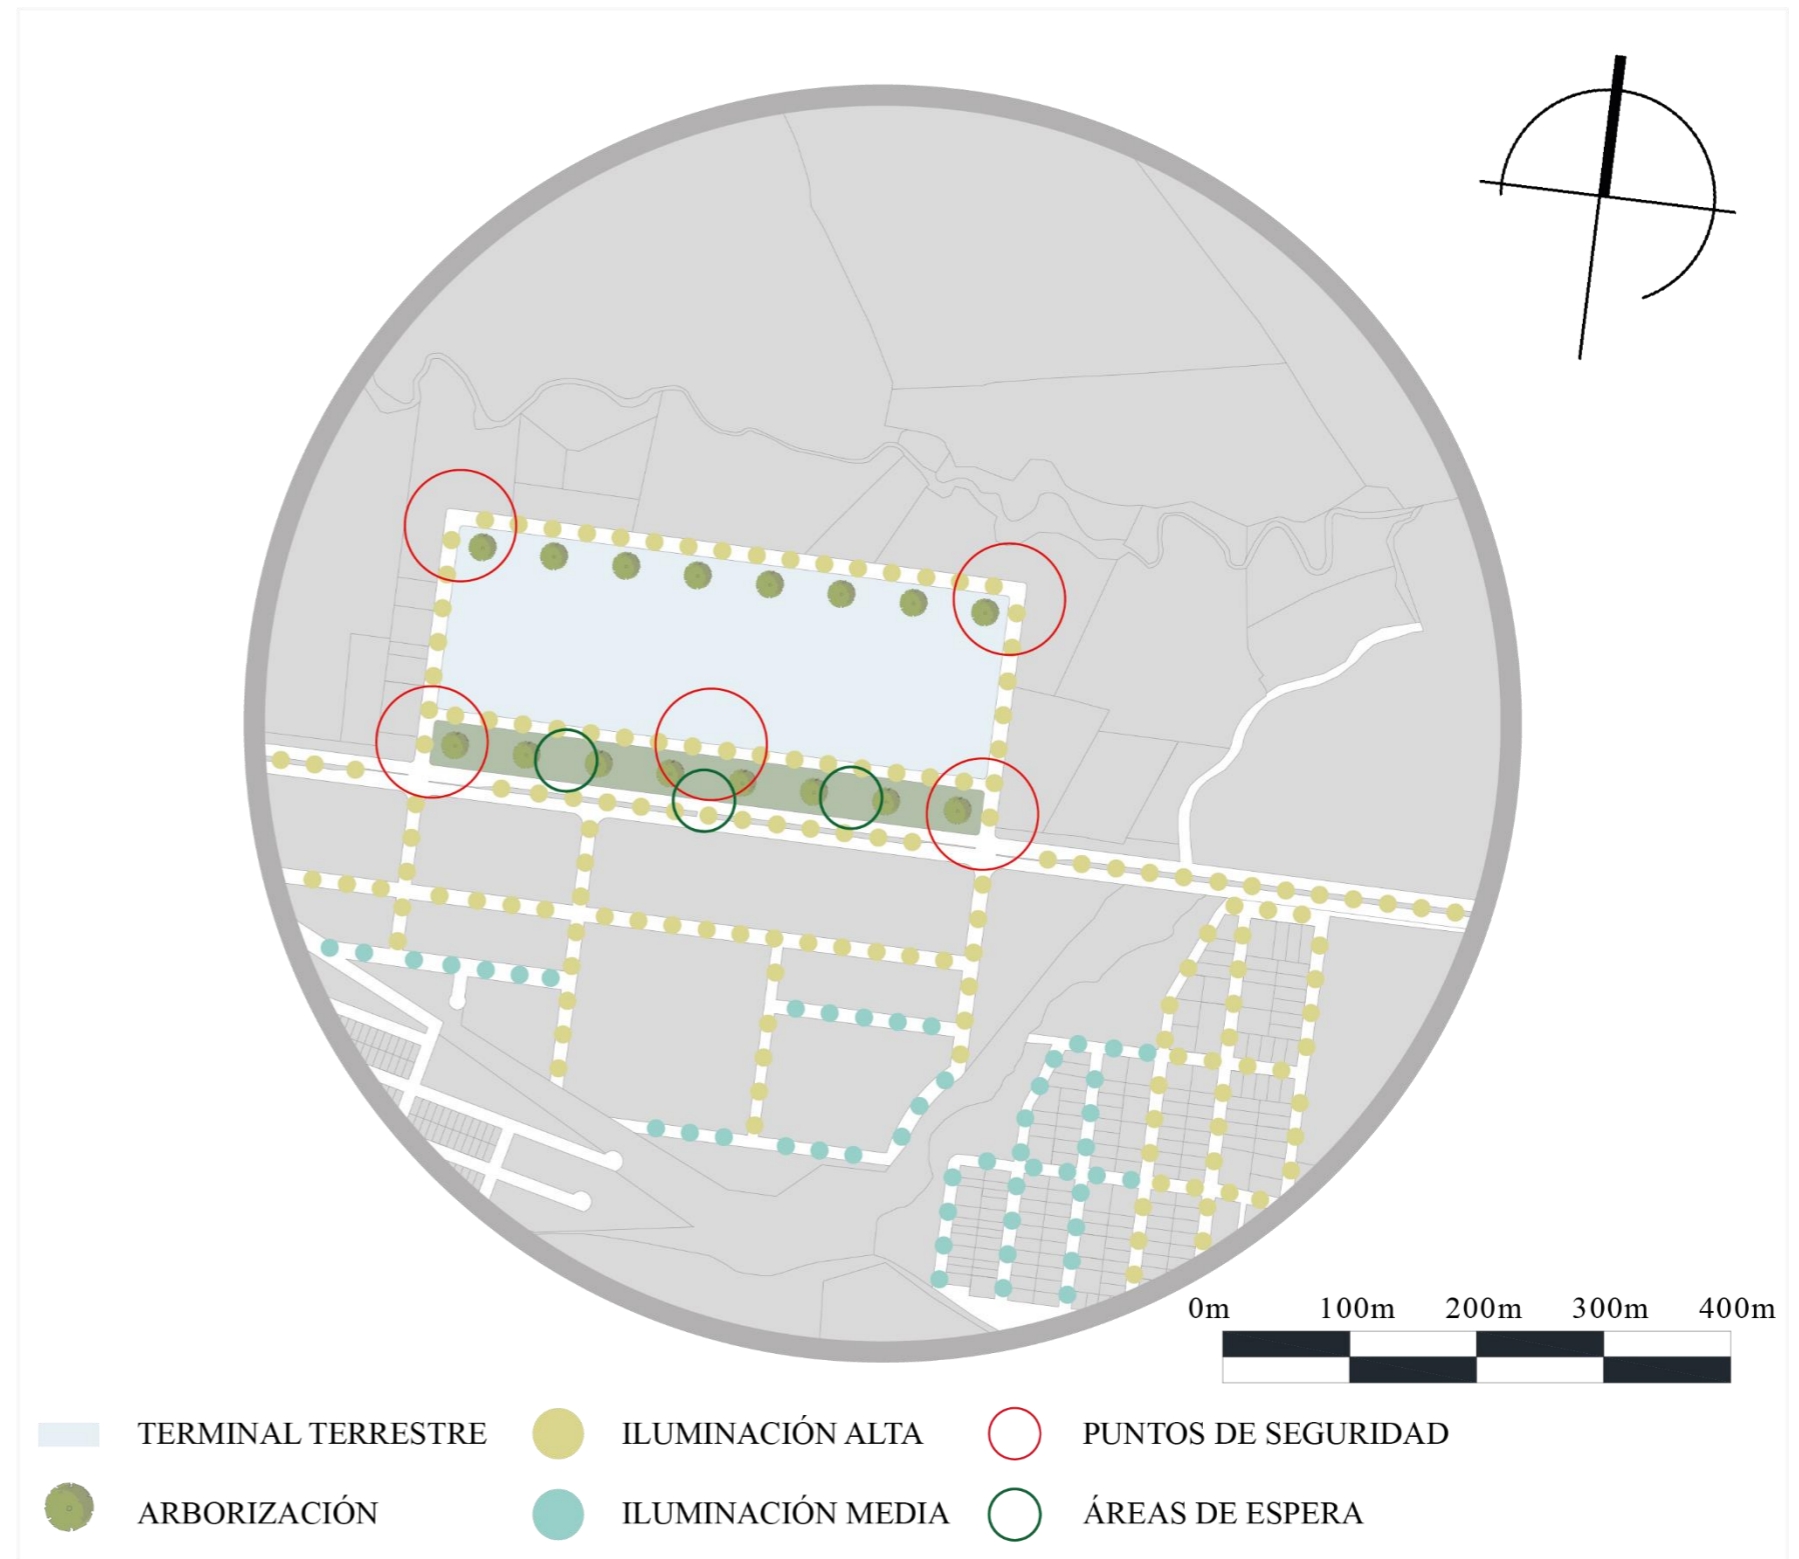 0m 100m 200m 300m 400m
TERMINAL TERRESTRE ILUMINACIÓN ALTA PUNTOS DE SEGURIDAD
ARBORIZACIÓN ILUMINACIÓN MEDIA ÁREAS DE ESPERA